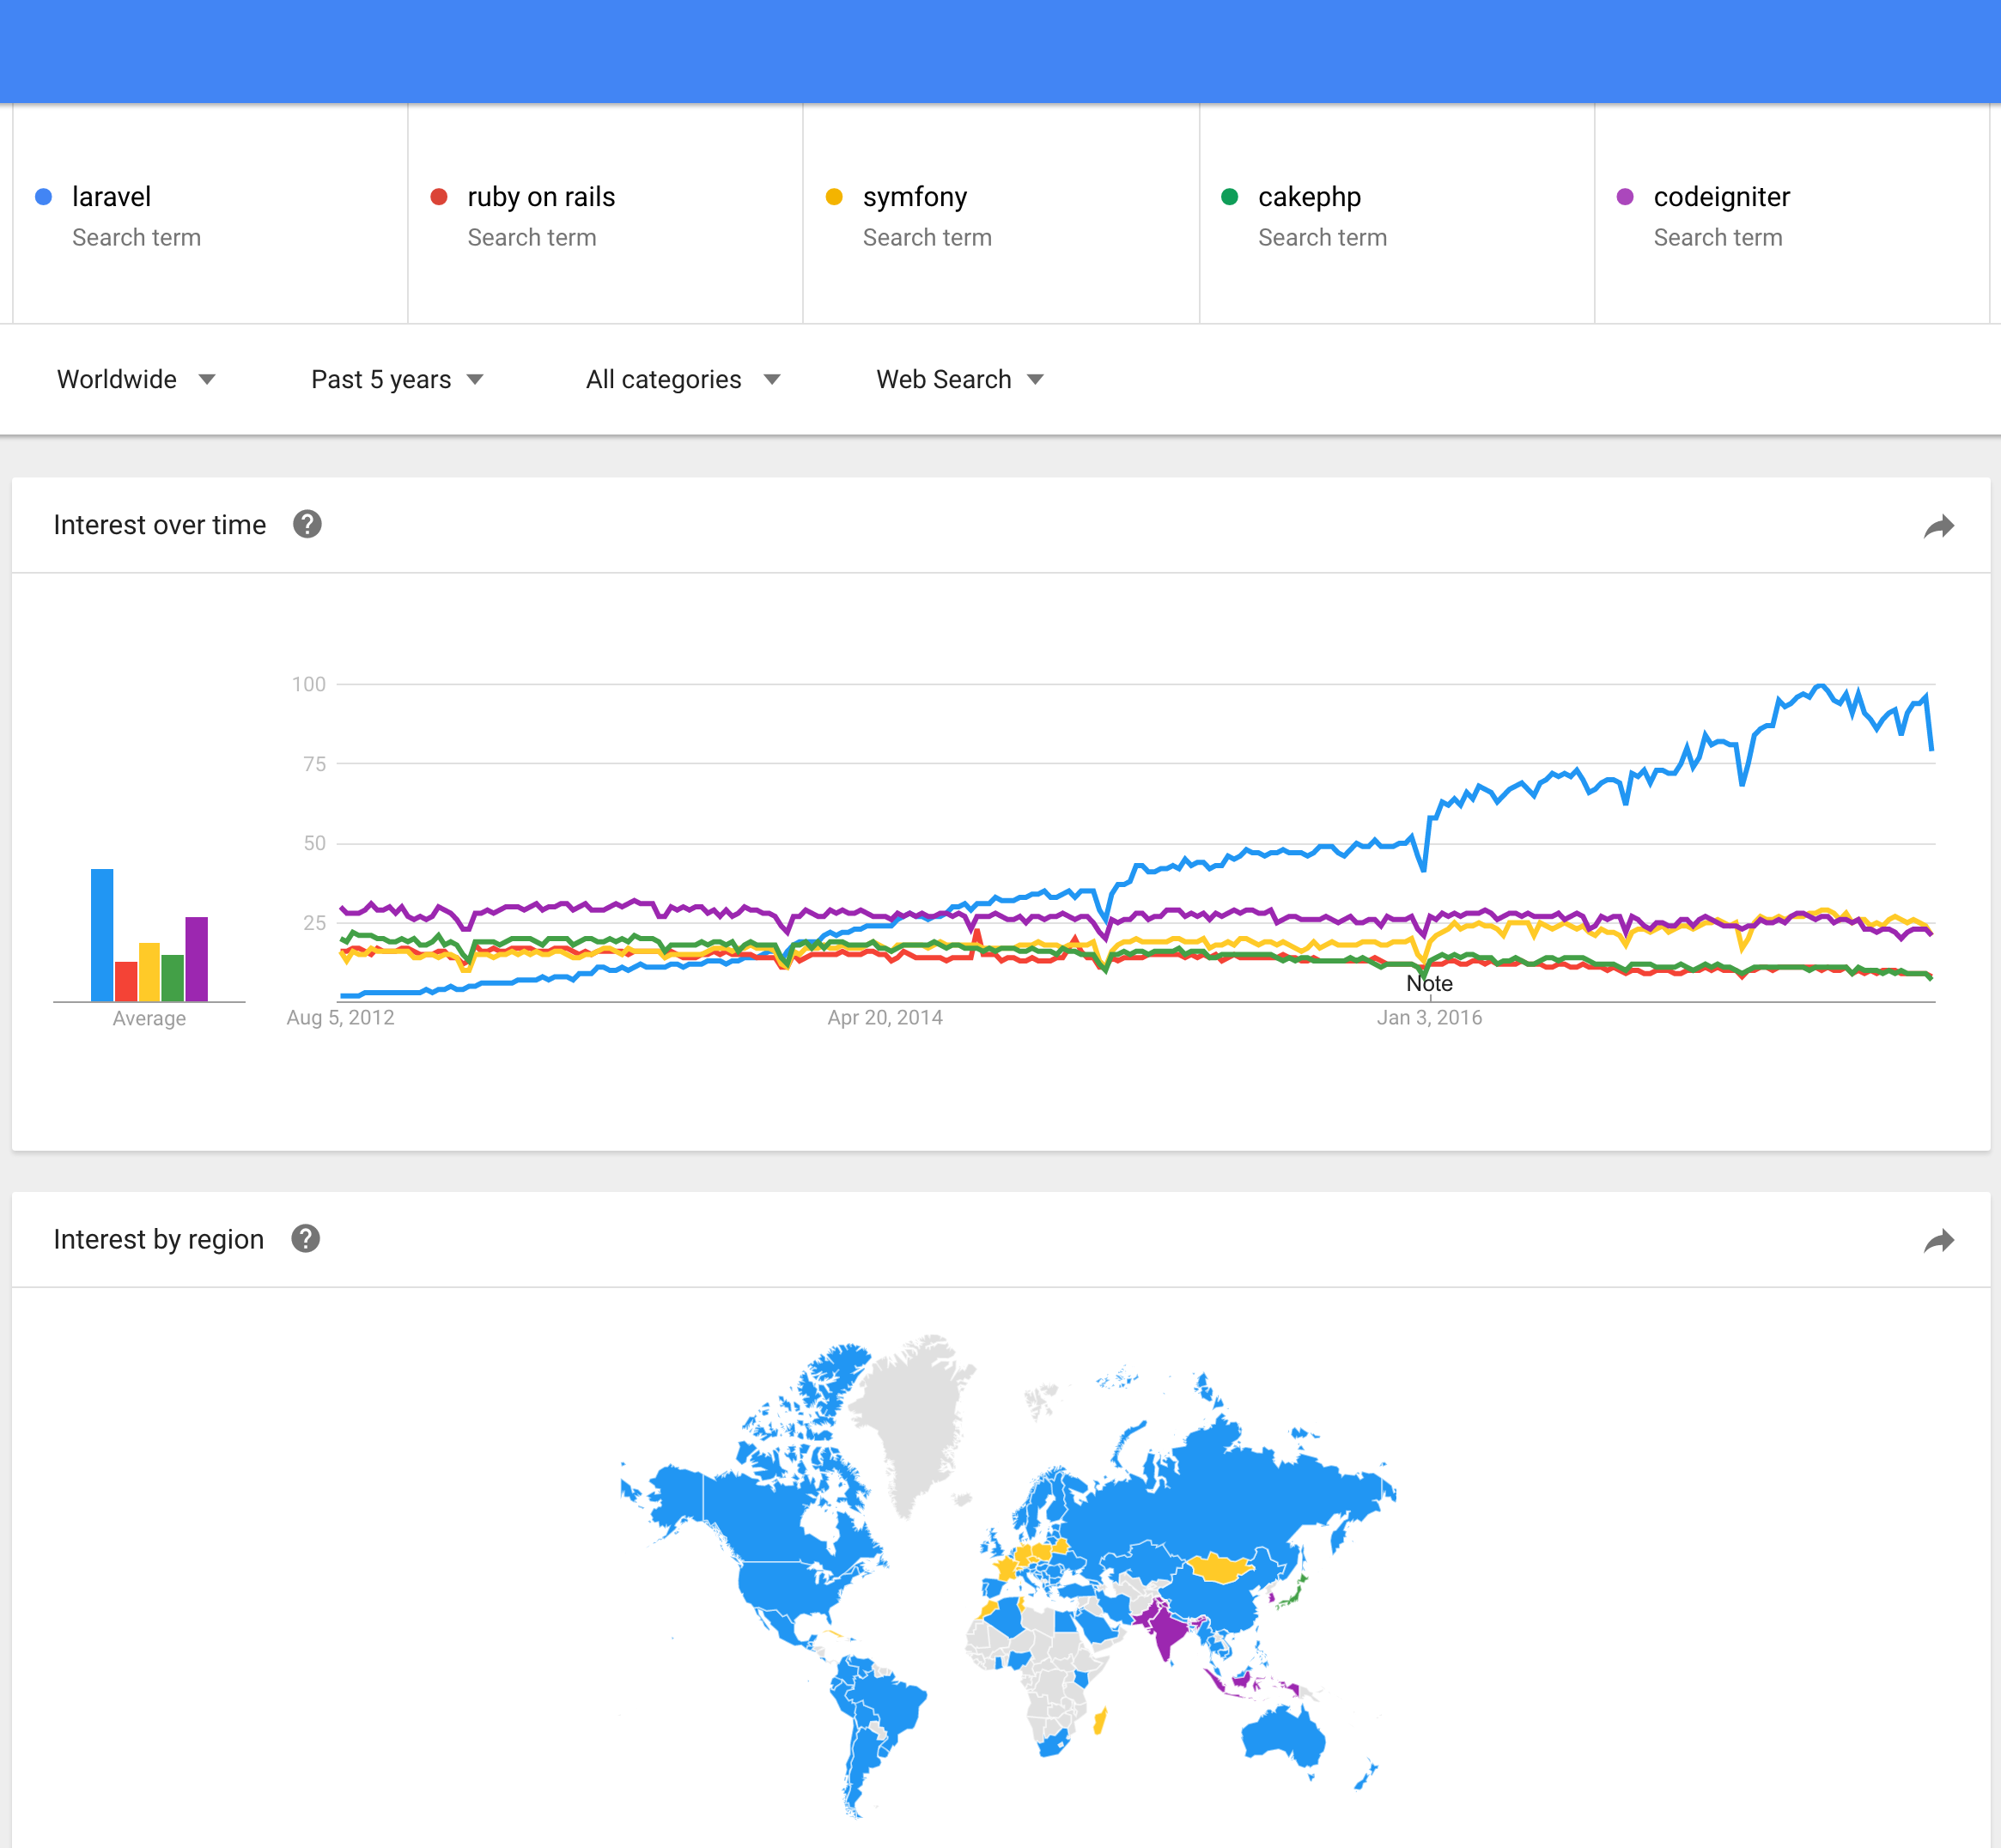 laravel
Search term
ruby on rails
Search term
symfony
Search term
cakephp
Search term
codeigniter
Search term
Worldwide
Past 5 years
All categories
Web Search
Interest over time
?
100
75
50
25
Note
Average
Aug 5, 2012
Apr 20, 2014
Jan 3, 2016
Interest by region
?